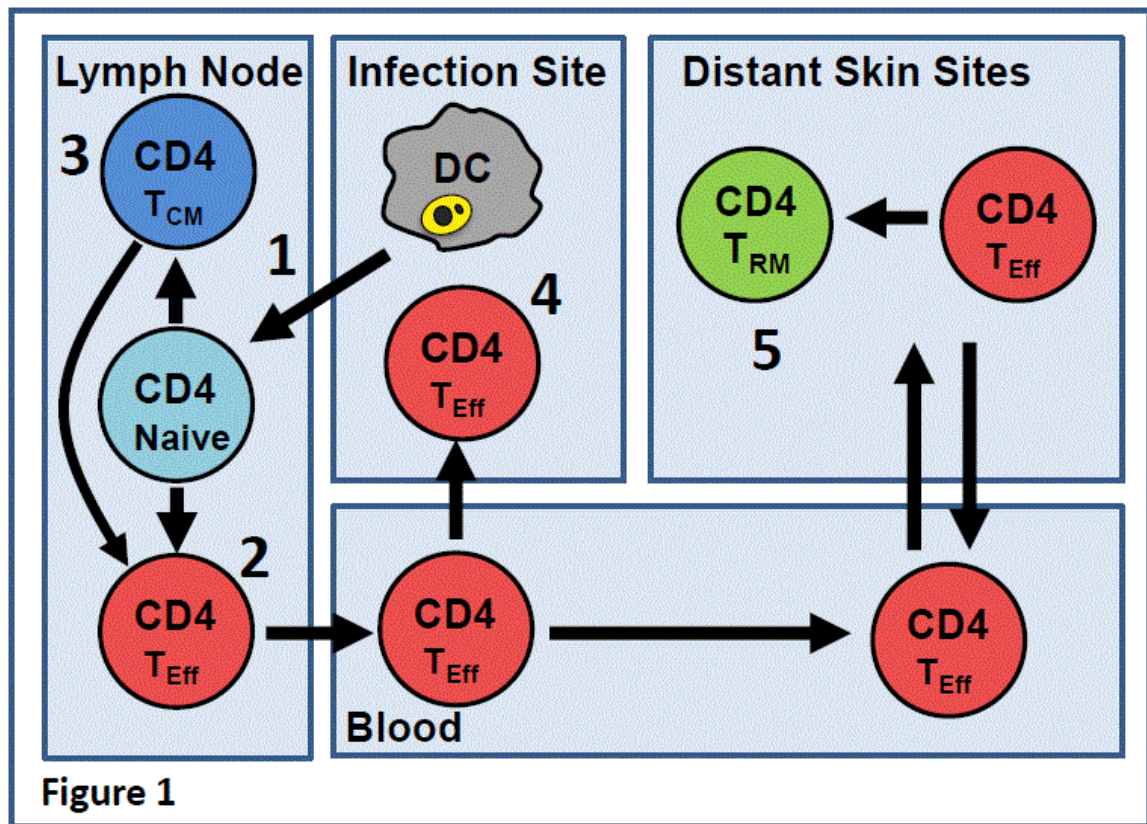 Lymph Node
3
CD4
TCM
1
CD4
Naive
2
CD4
TEff
Infection Site
DC
4
CD4
TEff
Distant Skin Sites
CD4
TRM
CD4
TEff
5
CD4
TEff
CD4
TEff
Blood
Figure 1